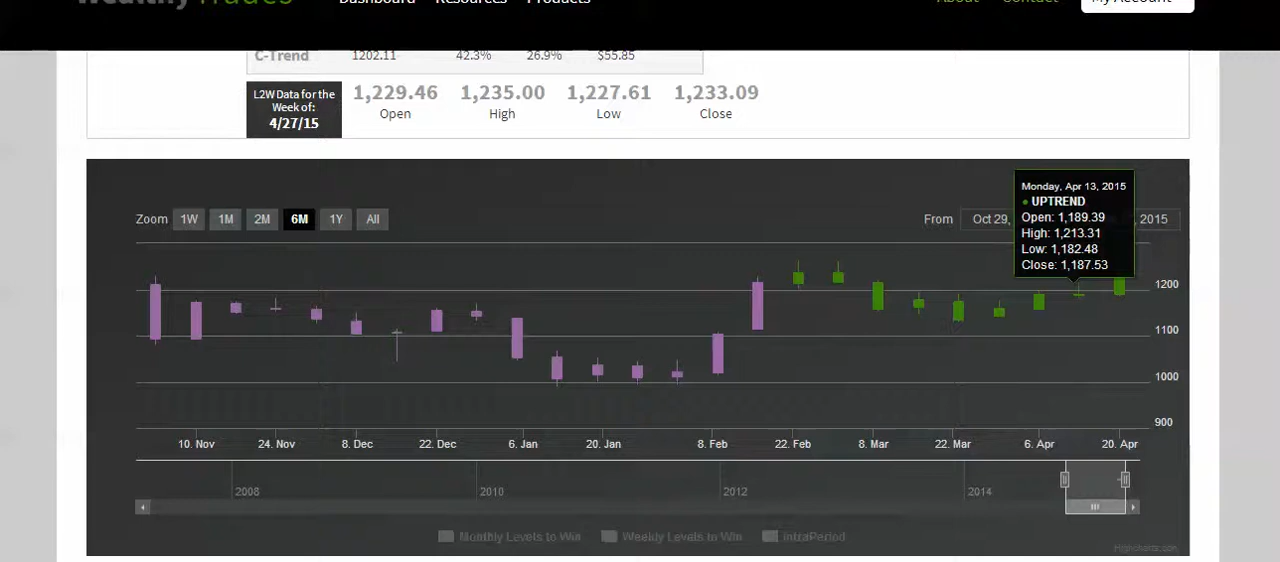 Wealthy Trades Dashboard Resources Products About Contact My Account
C-Trend 1202.11 42.3% 26.9% $55.85
L2W Data for the
Week of:
4/27/15
1,229.46 1,235.00 1,227.61 1,233.09
Open High Low Close
Monday, Apr 13, 2015
UPTREND
Open: 1,189.39
High: 1,213.31
Low: 1,182.48
Close: 1,187.53
Zoom 1W 1M 2M 6M 1Y All From Oct 29, 2015
1200
1100
1000
900
10. Nov 24. Nov 8. Dec 22. Dec 6. Jan 20. Jan 8. Feb 22. Feb 8. Mar 22. Mar 6. Apr 20. Apr
2008 2010 2012 2014
Monthly Levels to Win Weekly Levels to Win IntraPeriod
Highcharts.com